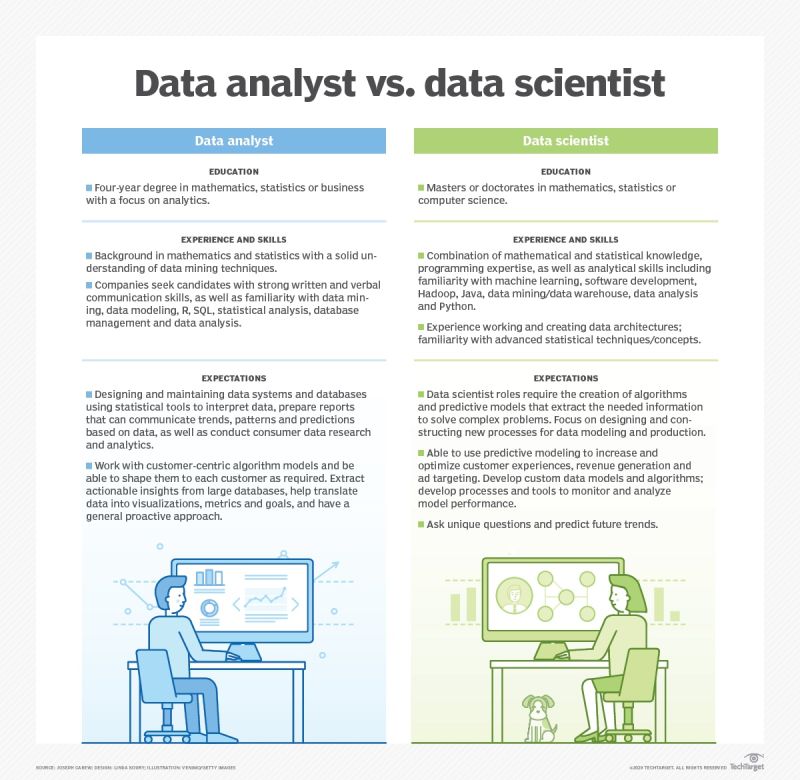 Data analyst vs. data scientist
Data analyst
EDUCATION
Four-year degree in mathematics, statistics or business
with a focus on analytics.
EXPERIENCE AND SKILLS
Background in mathematics and statistics with a solid un-
derstanding of data mining techniques.
Companies seek candidates with strong written and verbal
communication skills, as well as familiarity with data min-
ing, data modeling, R, SQL, statistical analysis, database
management and data analysis.
EXPECTATIONS
Designing and maintaining data systems and databases
using statistical tools to interpret data, prepare reports
that can communicate trends, patterns and predictions
based on data, as well as conduct consumer data research
and analytics.
Work with customer-centric algorithm models and be
able to shape them to each customer as required. Extract
actionable insights from large databases, help translate
data into visualizations, metrics and goals, and have a
general proactive approach.
Data scientist
EDUCATION
Masters or doctorates in mathematics, statistics or
computer science.
EXPERIENCE AND SKILLS
Combination of mathematical and statistical knowledge,
programming expertise, as well as analytical skills including
familiarity with machine learning, software development,
Hadoop, Java, data mining/data warehouse, data analysis
and Python.
Experience working and creating data architectures;
familiarity with advanced statistical techniques/concepts.
EXPECTATIONS
Data scientist roles require the creation of algorithms
and predictive models that extract the needed information
to solve complex problems. Focus on designing and con-
structing new processes for data modeling and production.
Able to use predictive modeling to increase and
optimize customer experiences, revenue generation and
ad targeting. Develop custom data models and algorithms;
develop processes and tools to monitor and analyze
model performance.
Ask unique questions and predict future trends.
SOURCE: JOSEPH CAREW; DESIGN: LINDA KOURY; ILLUSTRATION: VENIMO/GETTY IMAGES
©2020 TECHTARGET. ALL RIGHTS RESERVED TechTarget